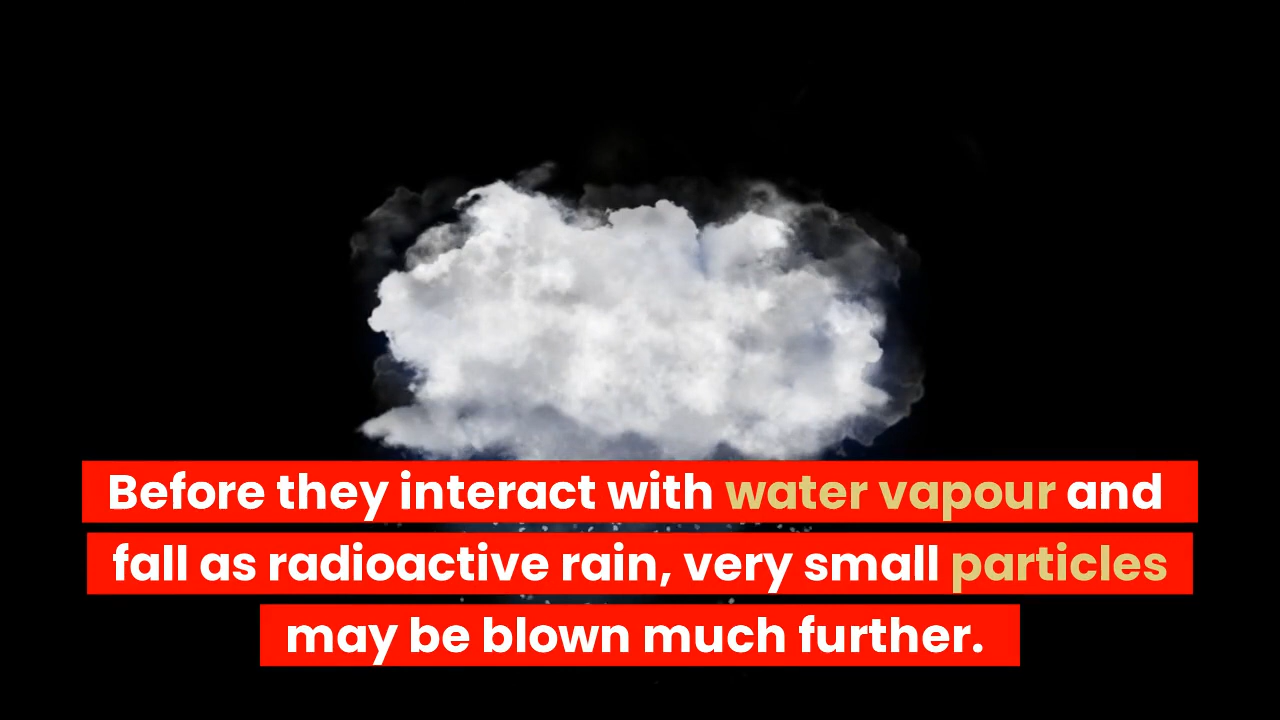 Before they interact with water vapour and
fall as radioactive rain, very small particles
may be blown much further.